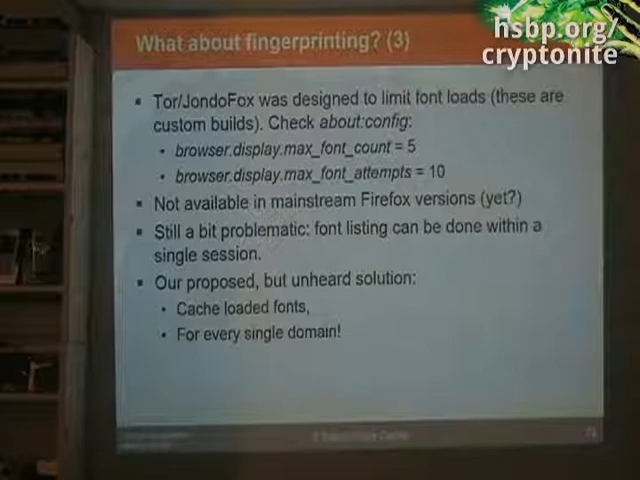 hsbp.org/
cryptonite
What about fingerprinting? (3)
Tor/JondoFox was designed to limit font loads (these are
custom builds). Check about:config:
browser.display.max_font_count = 5
browser.display.max_font_attempts = 10
Not available in mainstream Firefox versions (yet?)
Still a bit problematic: font listing can be done within a
single session.
Our proposed, but unheard solution:
Cache loaded fonts,
For every single domain!